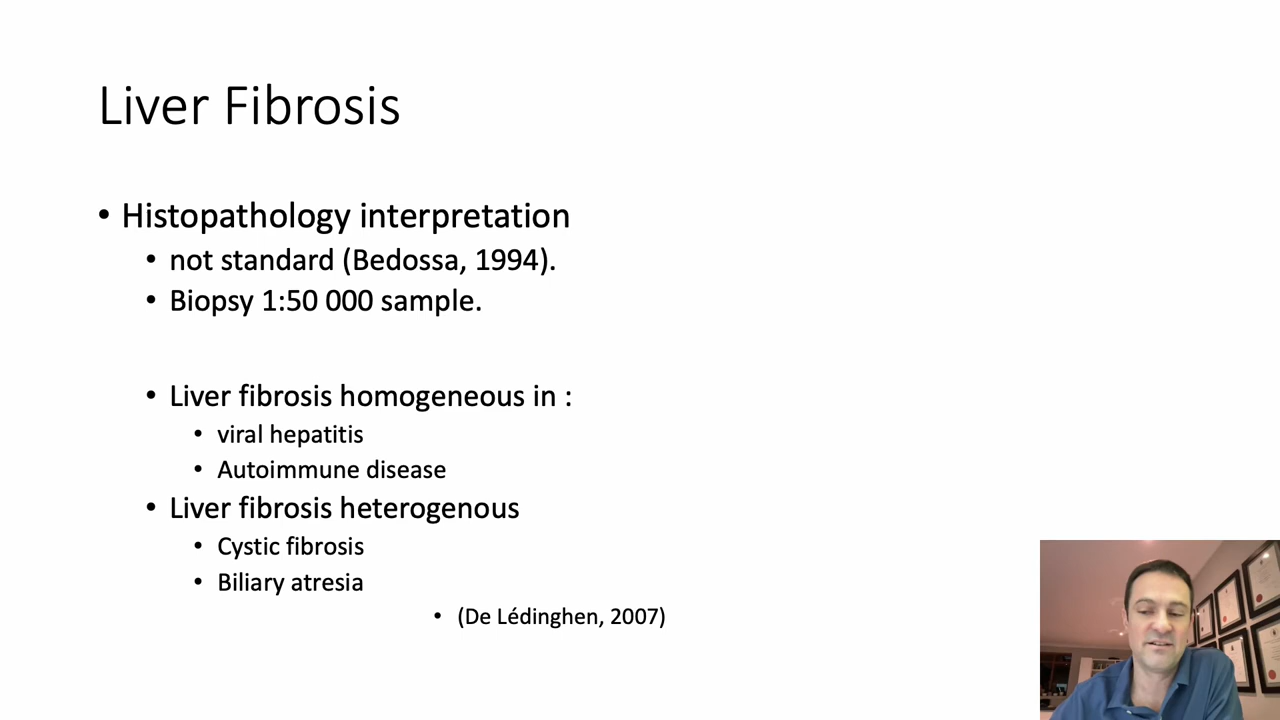 Liver Fibrosis
• Histopathology interpretation
• not standard (Bedossa, 1994).
• Biopsy 1:50 000 sample.
• Liver fibrosis homogeneous in :
• viral hepatitis
• Autoimmune disease
• Liver fibrosis heterogenous
• Cystic fibrosis
• Biliary atresia
• (De Lédinghen, 2007)